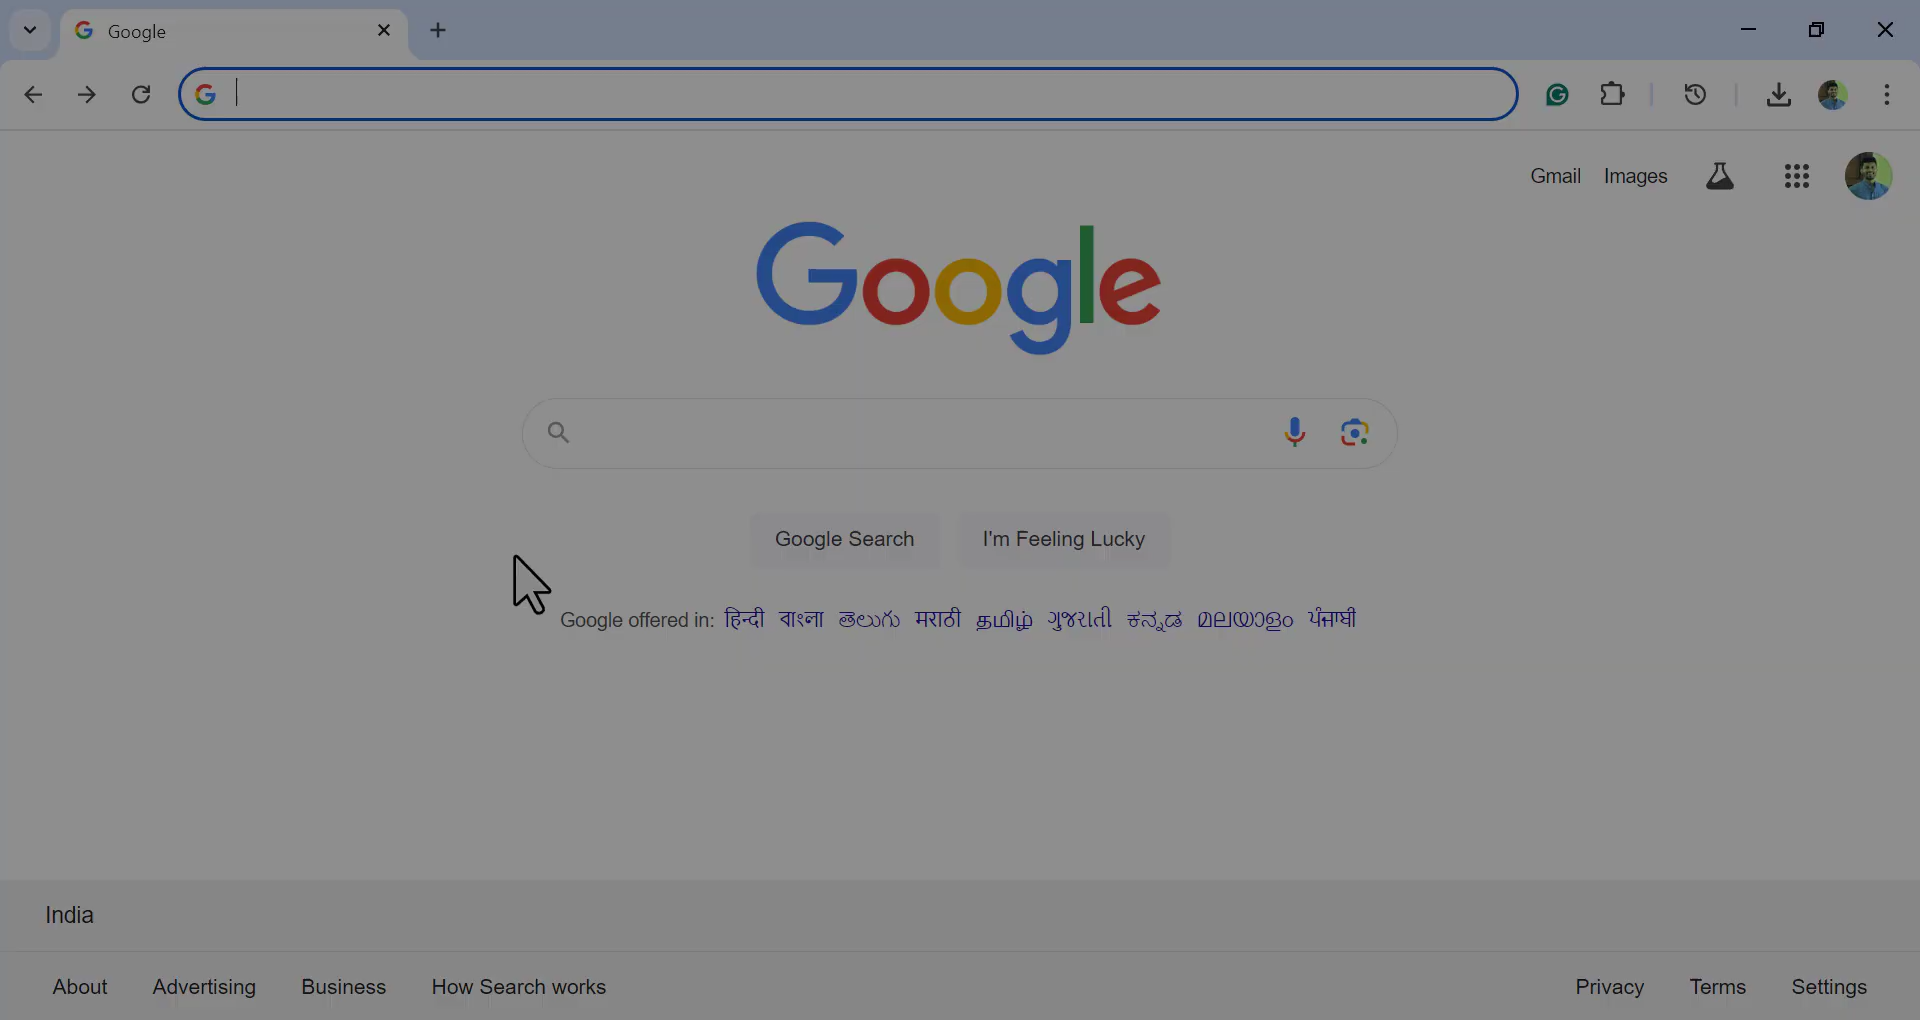 Google
Gmail Images
Google
Google Search I'm Feeling Lucky
Google offered in: हिन्दी বাংলা తెలుగు मराठी தமிழ் ગુજરાતી ಕನ್ನಡ മലയാളം ਪੰਜਾਬੀ
India
About Advertising Business How Search works Privacy Terms Settings